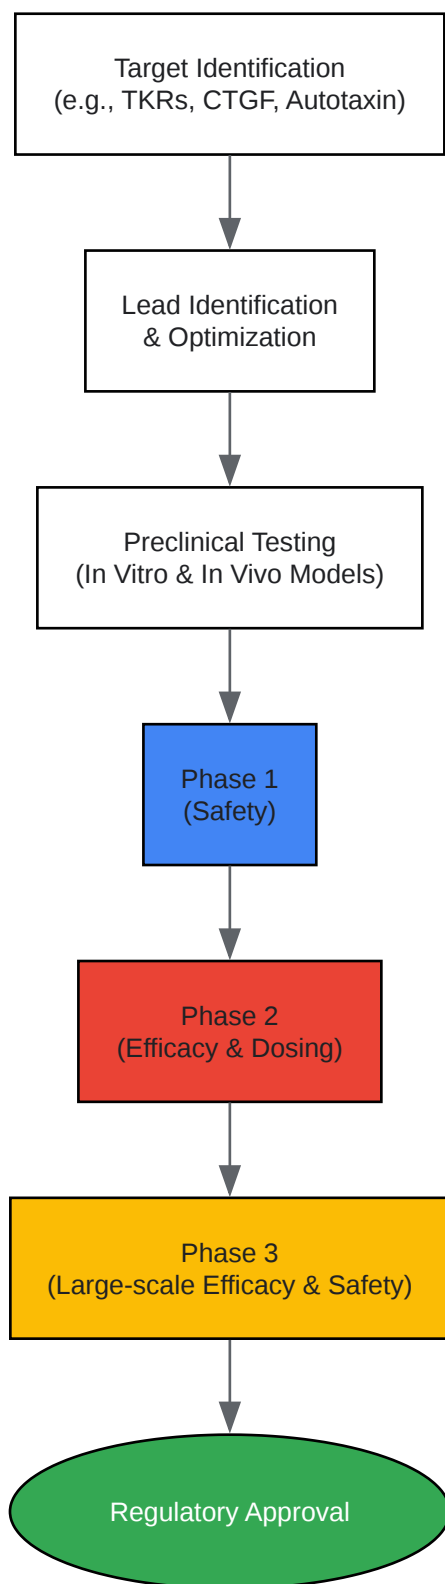 Target Identification
(e.g., TKRs, CTGF, Autotaxin)
Lead Identification
& Optimization
Preclinical Testing
(In Vitro & In Vivo Models)
Phase 1
(Safety)
Phase 2
(Efficacy & Dosing)
Phase 3
(Large-scale Efficacy & Safety)
Regulatory Approval